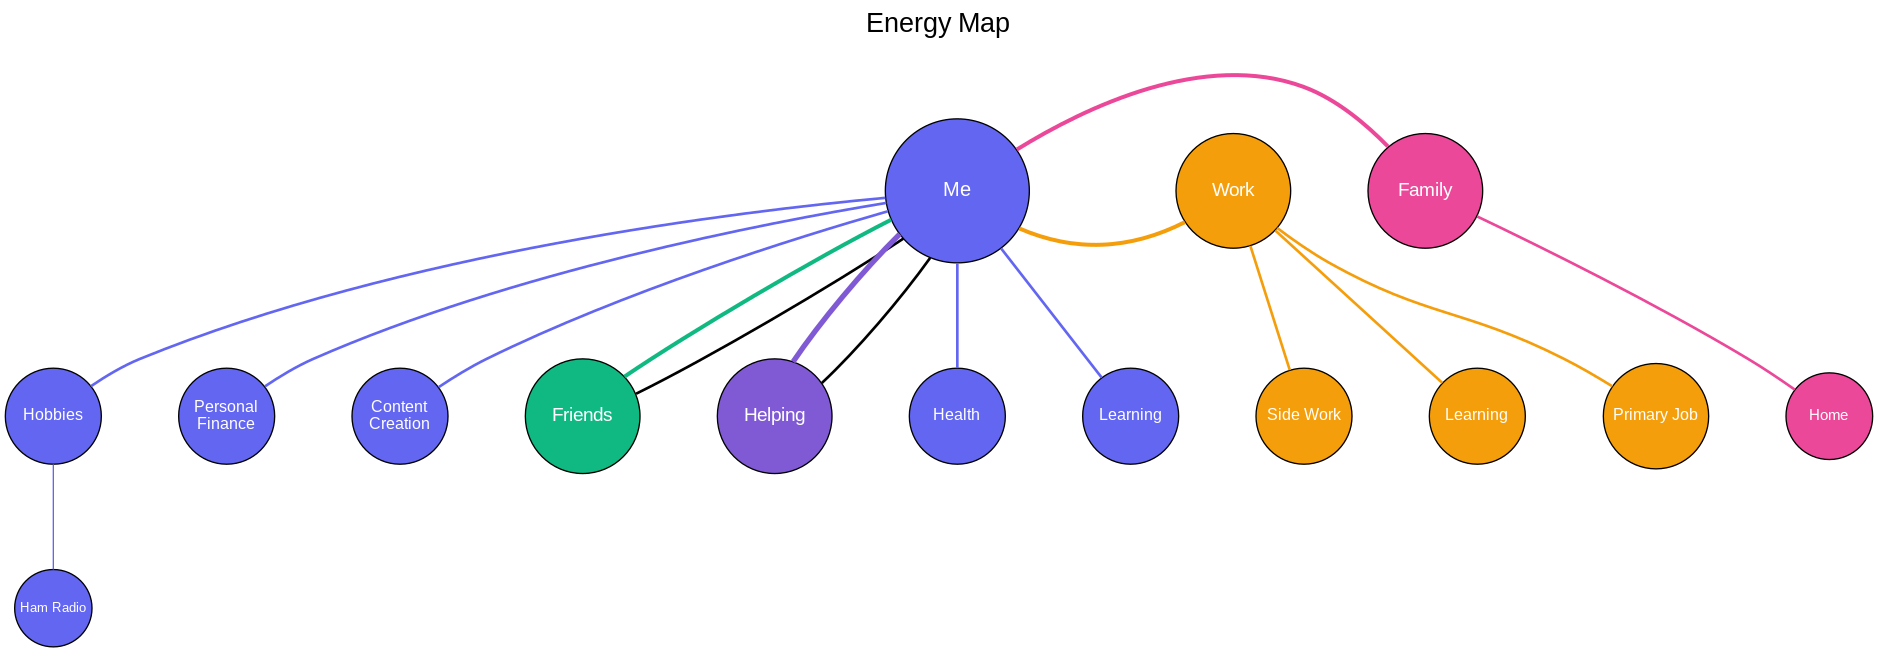 Energy Map
Me
Work
Family
Hobbies
Personal
Finance
Content
Creation
Friends
Helping
Health
Learning
Side Work
Learning
Primary Job
Home
Ham Radio